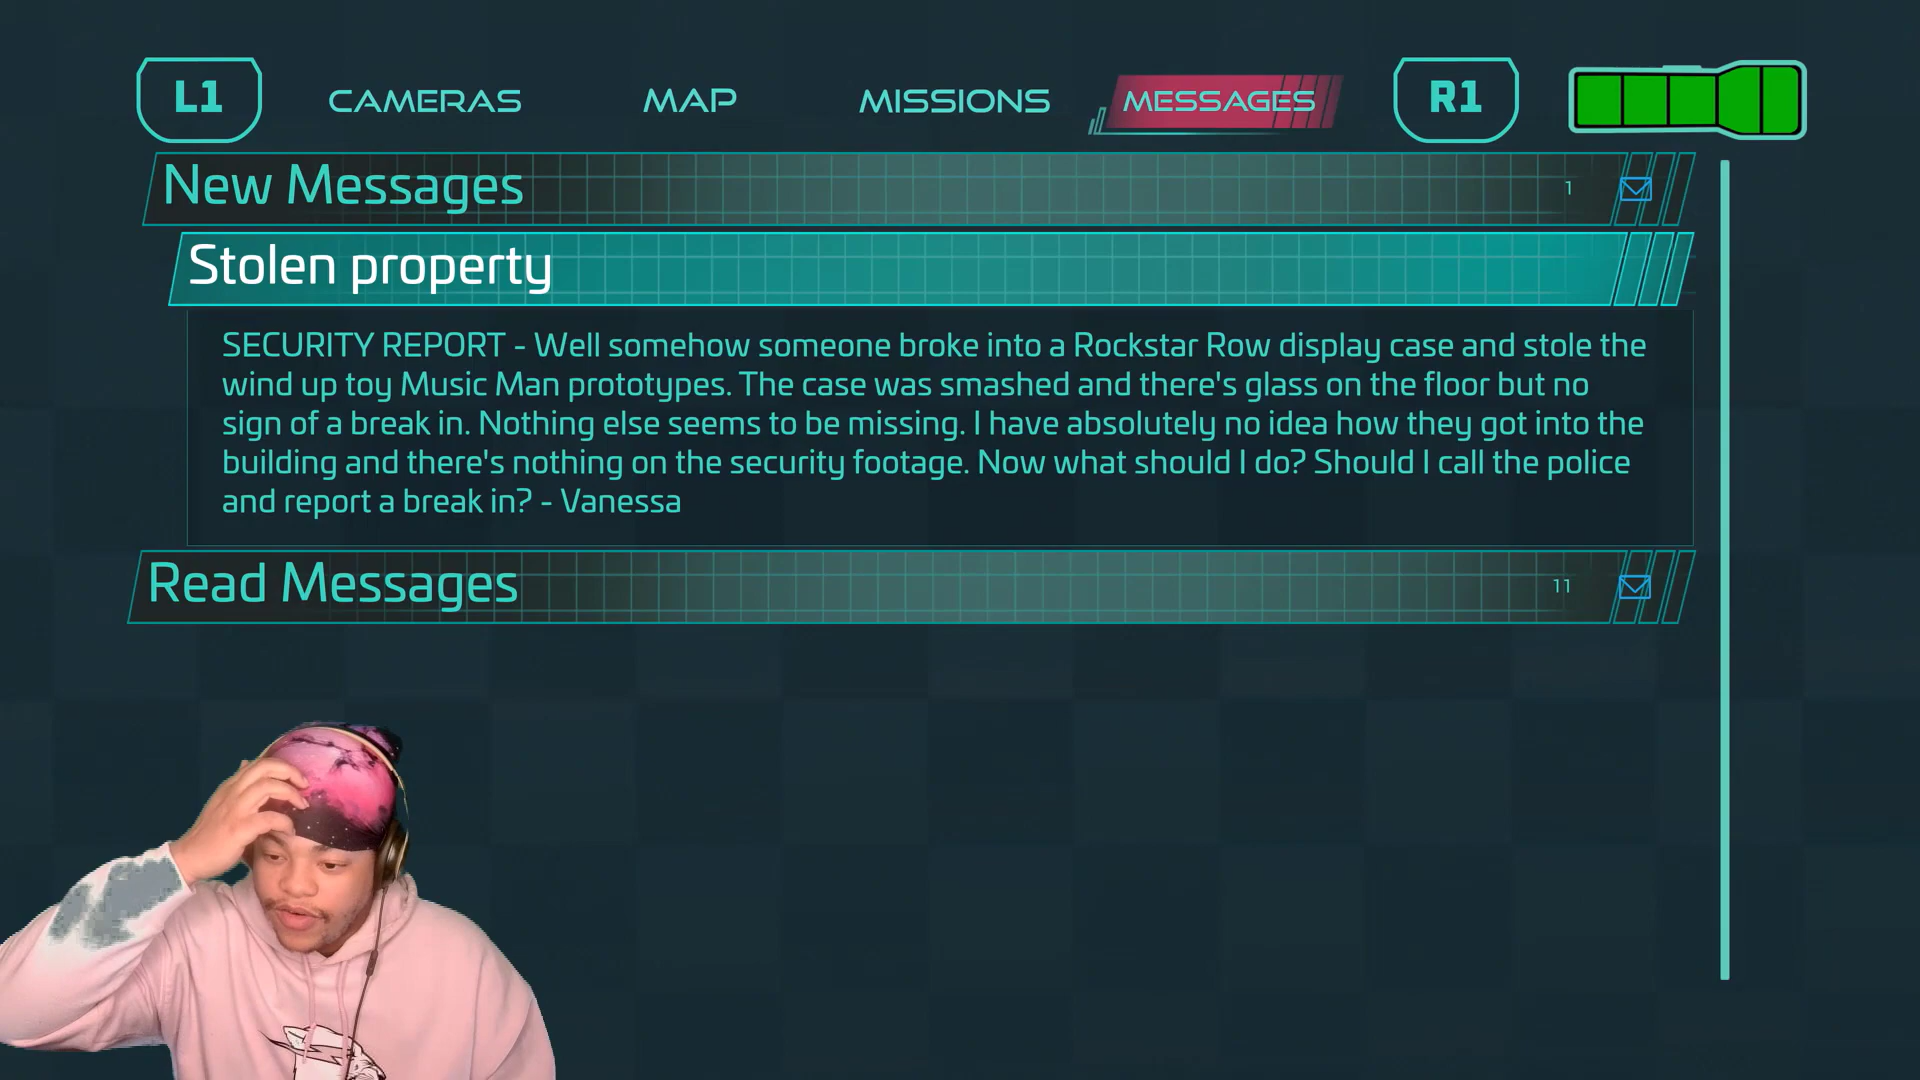 L1 CAMERAS MAP MISSIONS MESSAGES R1
New Messages 1
Stolen property
SECURITY REPORT - Well somehow someone broke into a Rockstar Row display case and stole the
wind up toy Music Man prototypes. The case was smashed and there's glass on the floor but no
sign of a break in. Nothing else seems to be missing. I have absolutely no idea how they got into the
building and there's nothing on the security footage. Now what should I do? Should I call the police
and report a break in? - Vanessa
Read Messages 11